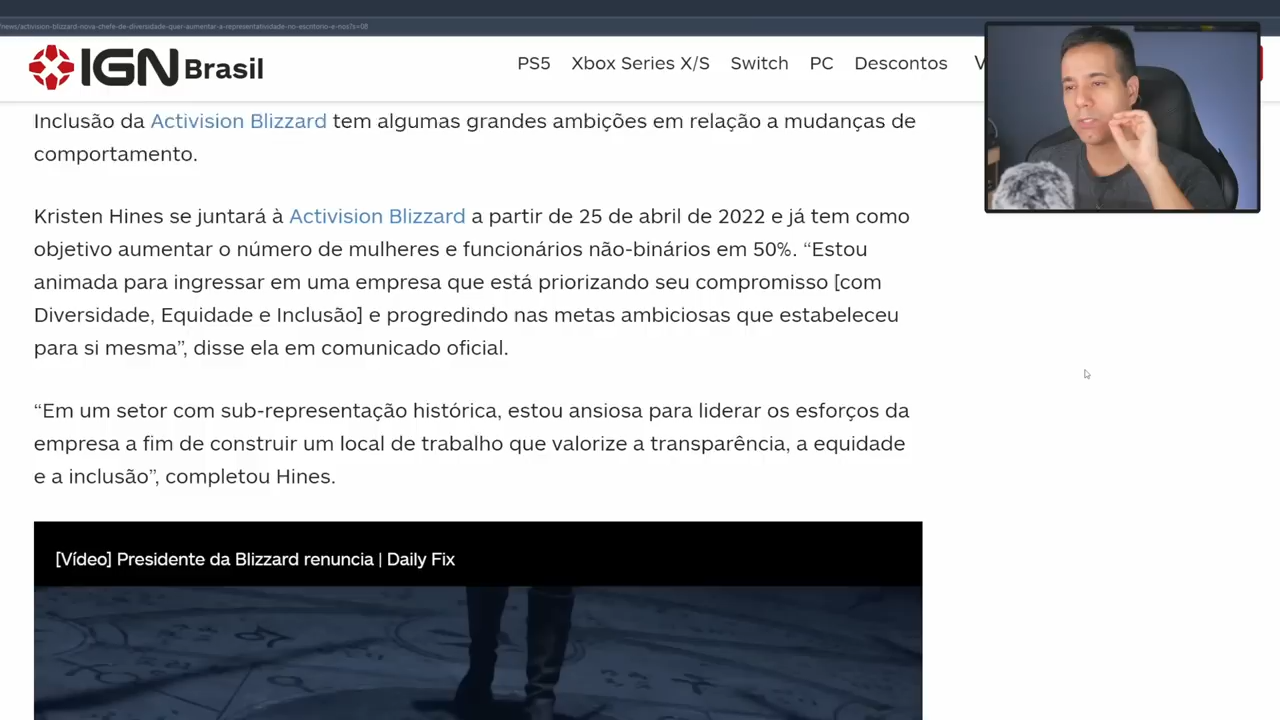 /news/activision-blizzard-nova-chefe-de-diversidade-quer-aumentar-a-representatividade-no-escritorio-e-nos?s=08
IGN Brasil
PS5 Xbox Series X/S Switch PC Descontos V
Inclusão da Activision Blizzard tem algumas grandes ambições em relação a mudanças de
comportamento.
Kristen Hines se juntará à Activision Blizzard a partir de 25 de abril de 2022 e já tem como
objetivo aumentar o número de mulheres e funcionários não-binários em 50%. “Estou
animada para ingressar em uma empresa que está priorizando seu compromisso [com
Diversidade, Equidade e Inclusão] e progredindo nas metas ambiciosas que estabeleceu
para si mesma”, disse ela em comunicado oficial.
“Em um setor com sub-representação histórica, estou ansiosa para liderar os esforços da
empresa a fim de construir um local de trabalho que valorize a transparência, a equidade
e a inclusão”, completou Hines.
[Vídeo] Presidente da Blizzard renuncia | Daily Fix